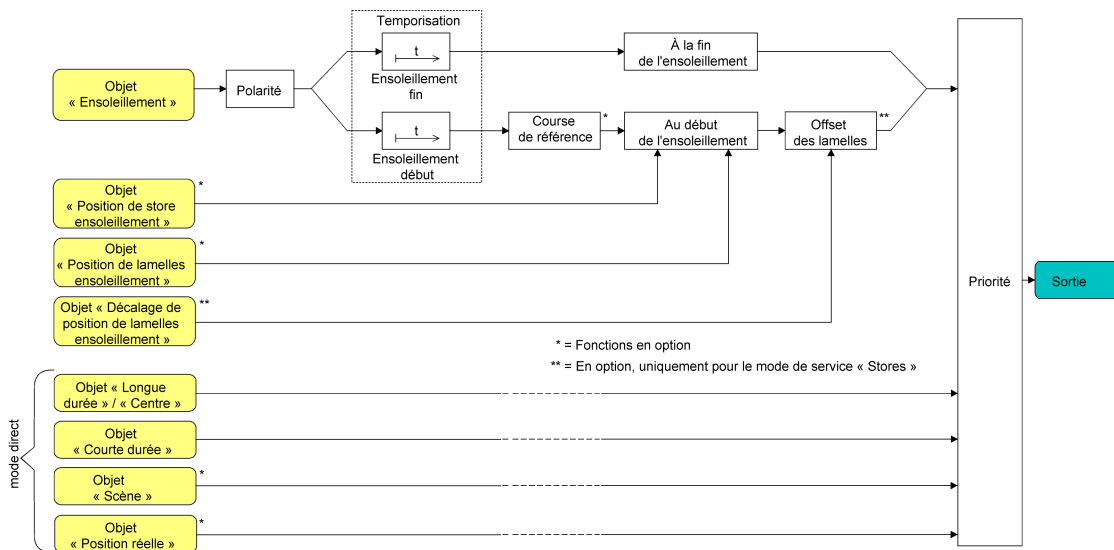 Temporisation
t
Ensoleillement
fin
À la fin
de l'ensoleillement
Objet
« Ensoleillement »
Polarité
t
Ensoleillement
début
Course
de référence
*
Au début
de l'ensoleillement
Offset
des lamelles
**
Objet
« Position de store
ensoleillement »
*
Objet
« Position de lamelles
ensoleillement »
*
Objet « Décalage de
position de lamelles
ensoleillement »
**
Priorité
Sortie
* = Fonctions en option
** = En option, uniquement pour le mode de service « Stores »
mode direct
Objet « Longue
durée » / « Centre »
Objet
« Courte durée »
Objet
« Scène »
*
Objet
« Position réelle »
*